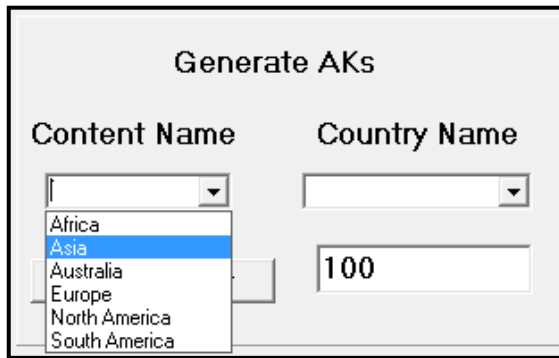 Generate AKs
Content Name Country Name
Africa
Asia
Australia
100
Europe
North America
South America